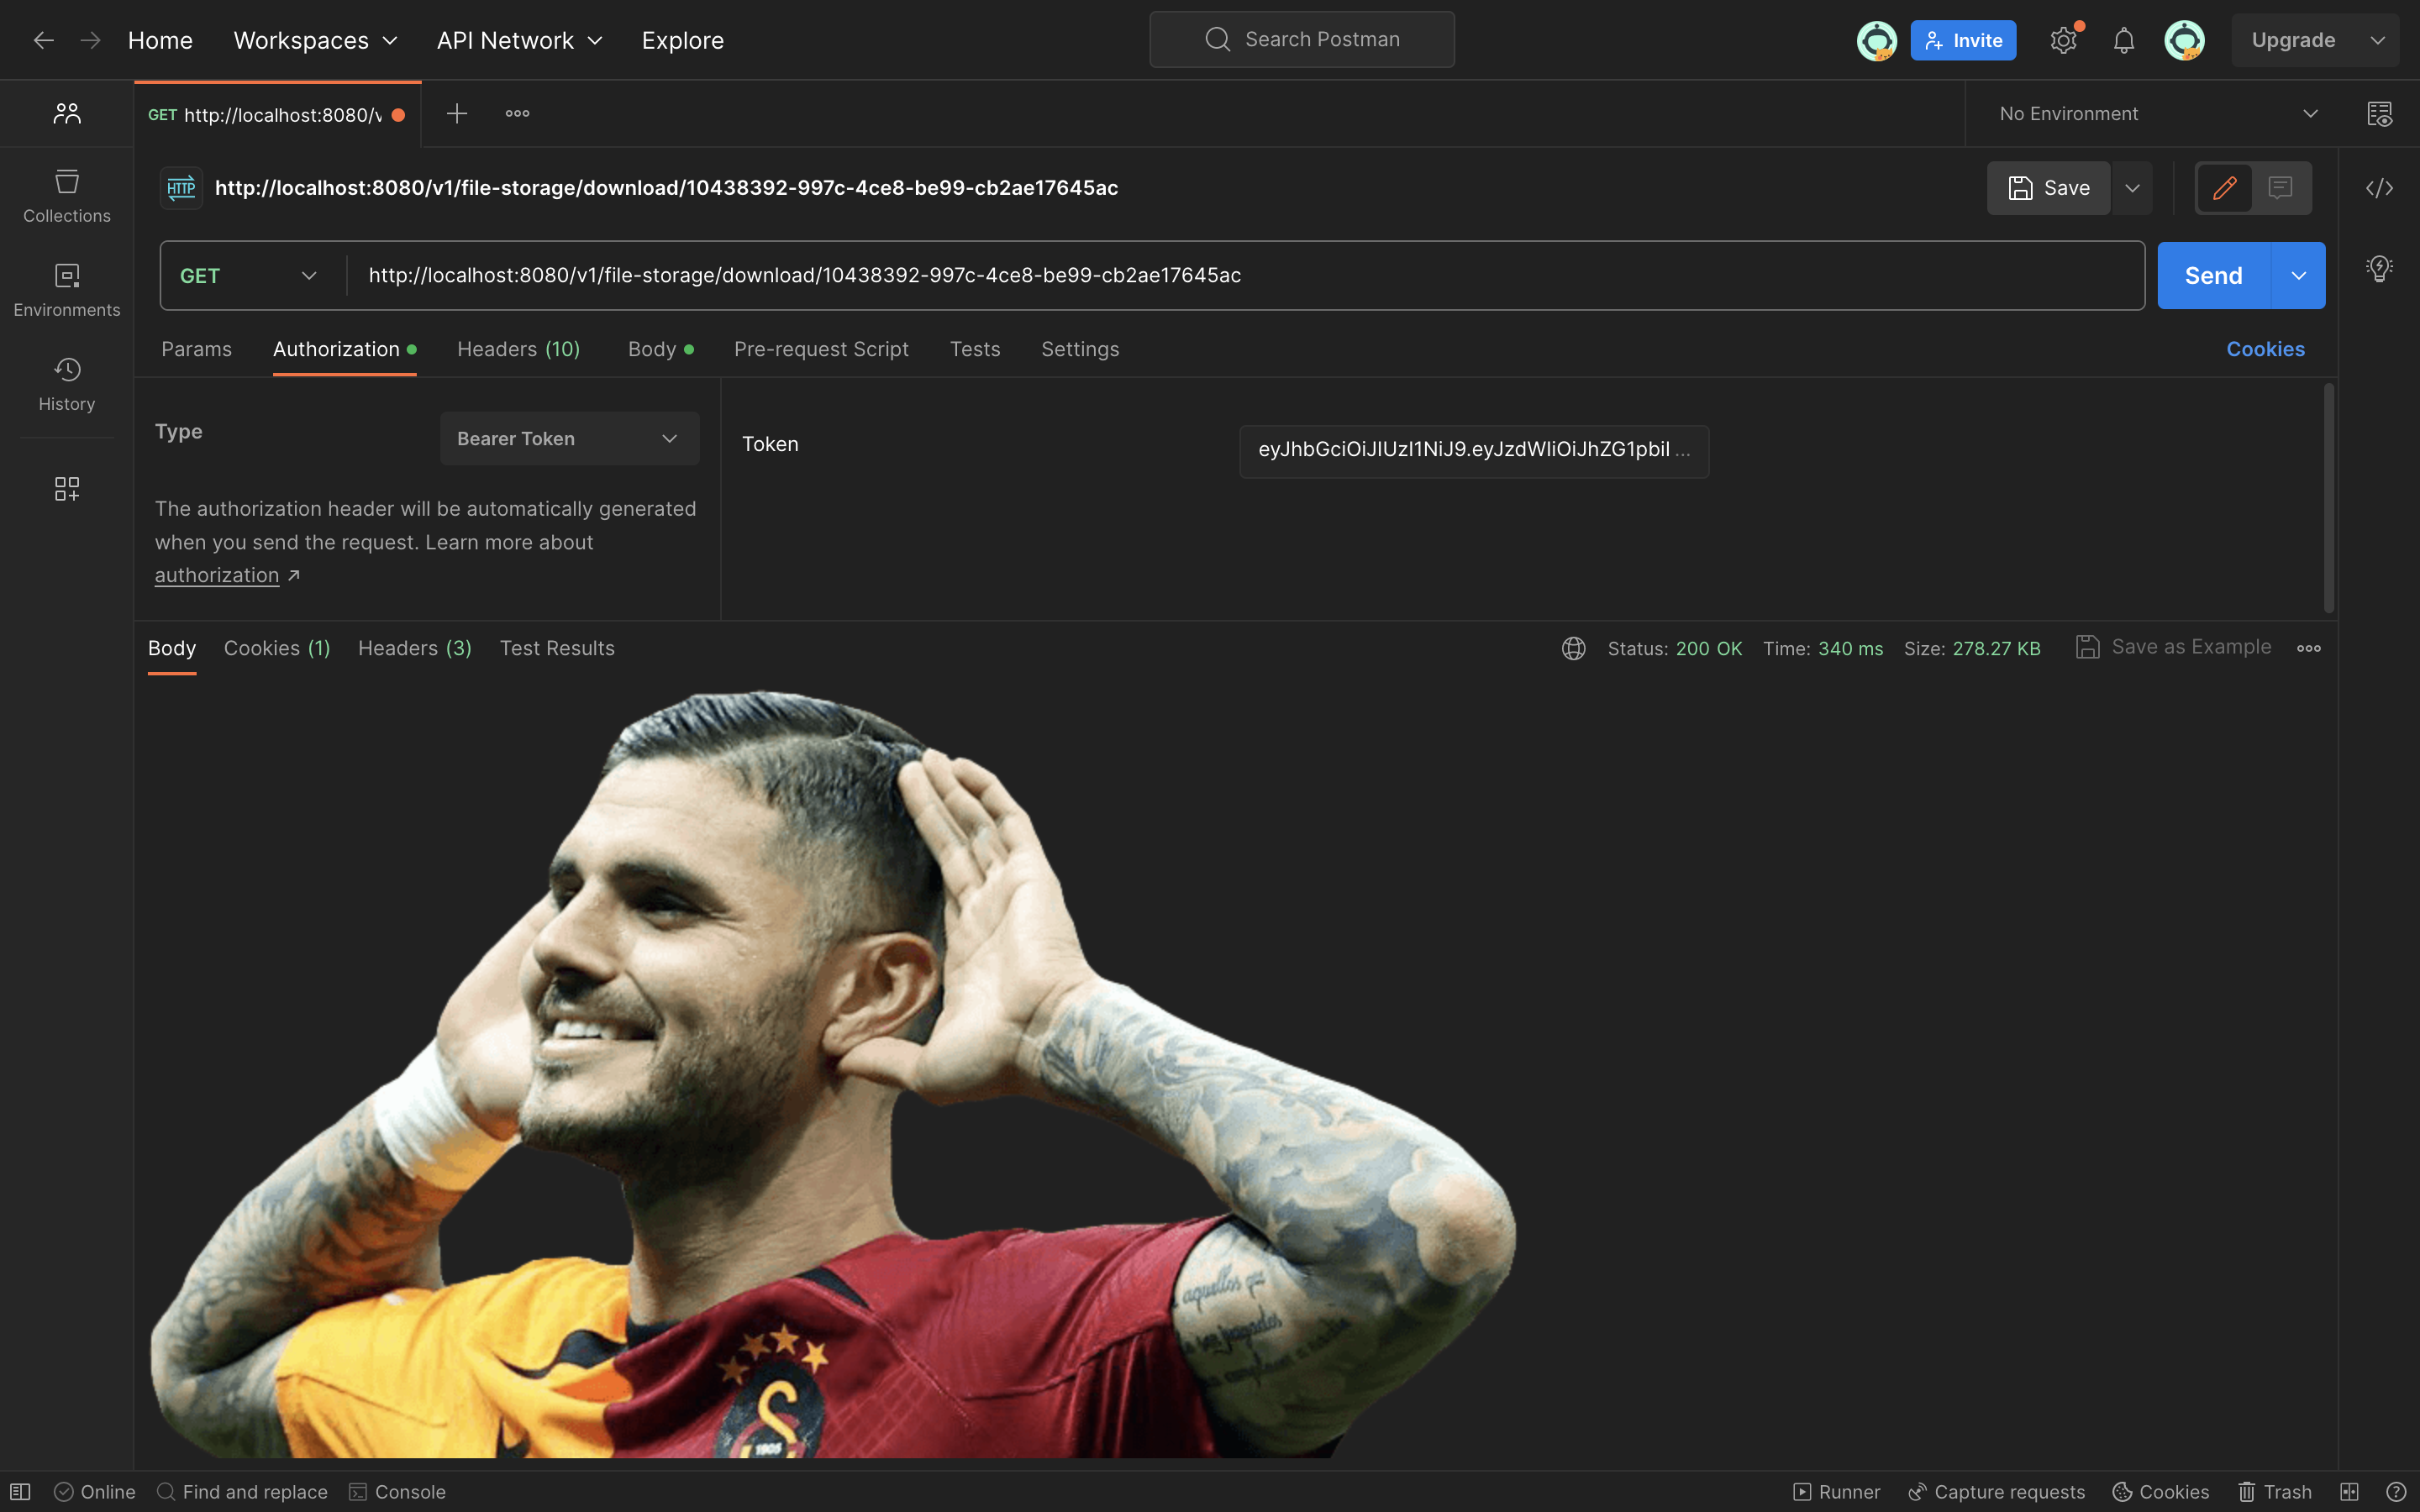 Home Workspaces API Network Explore Search Postman Invite Upgrade
GET http://localhost:8080/v No Environment
HTTP http://localhost:8080/v1/file-storage/download/10438392-997c-4ce8-be99-cb2ae17645ac Save
Collections
GET http://localhost:8080/v1/file-storage/download/10438392-997c-4ce8-be99-cb2ae17645ac Send
Environments
Params Authorization Headers (10) Body Pre-request Script Tests Settings Cookies
History
Type Bearer Token
Token eyJhbGciOiJIUzI1NiJ9.eyJzdWIiOiJhZG1pbiI ...
The authorization header will be automatically generated
when you send the request. Learn more about
authorization
Body Cookies (1) Headers (3) Test Results Status: 200 OK Time: 340 ms Size: 278.27 KB Save as Example
aquellos que
1905
Online Find and replace Console Runner Capture requests Cookies Trash